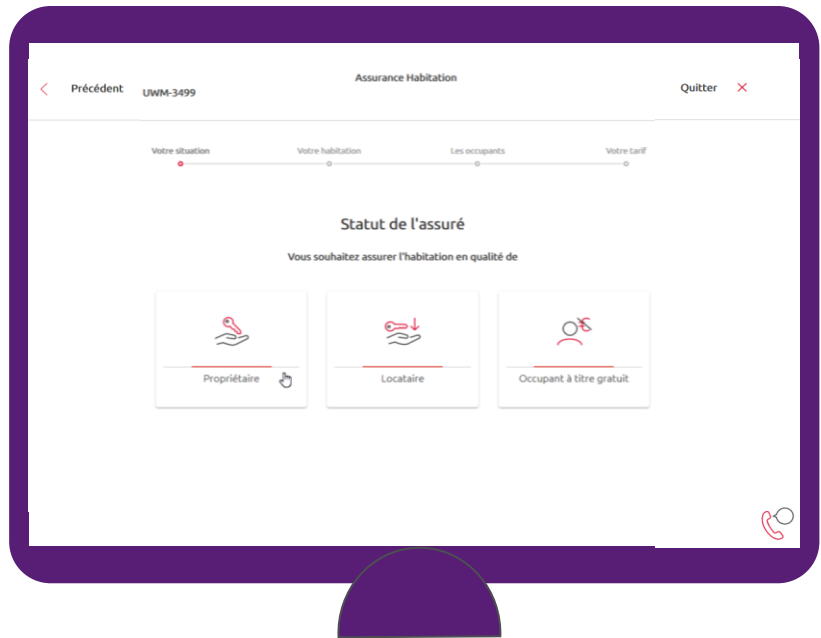 Précédent
UWM-3499
Assurance Habitation
Quitter
Votre situation
Votre habitation
Les occupants
Votre tarif
Statut de l'assuré
Vous souhaitez assurer l'habitation en qualité de
Propriétaire
Locataire
Occupant à titre gratuit